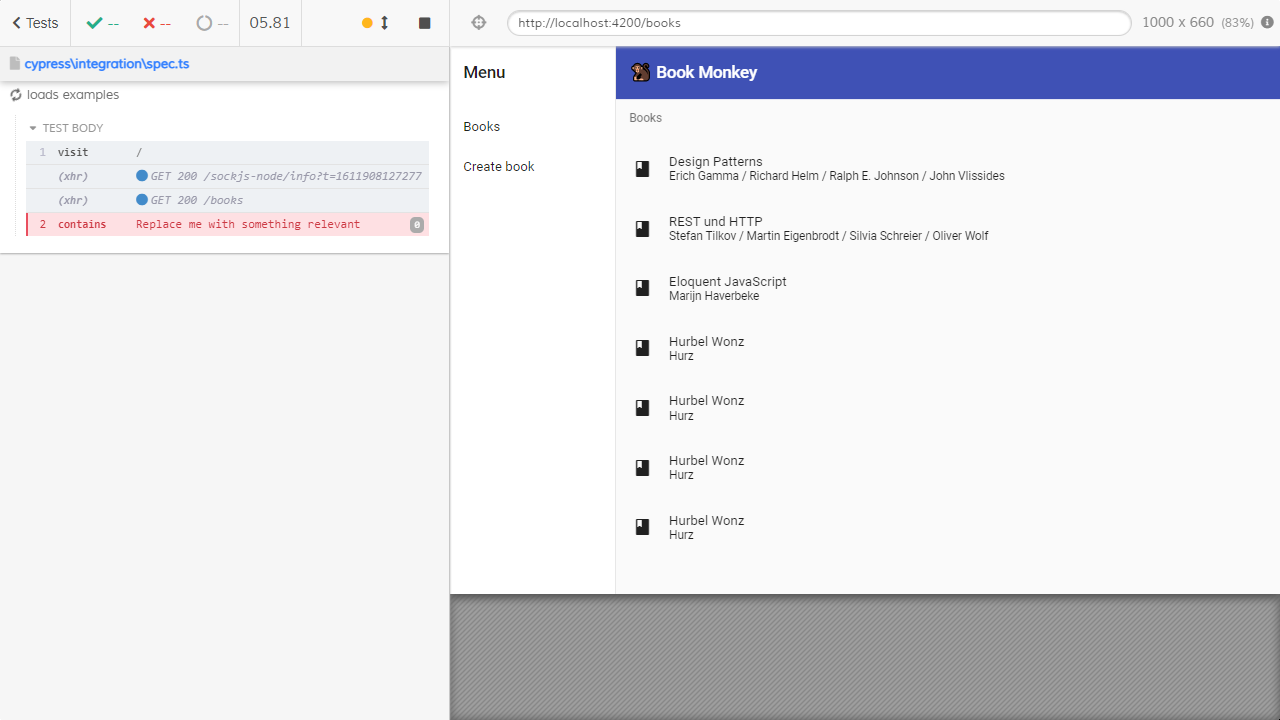 Tests
--
--
--
05.81
http://localhost:4200/books
1000 x 660 (83%)
cypress\integration\spec.ts
loads examples
TEST BODY
1 visit /
(xhr) GET 200 /sockjs-node/info?t=1611908127277
(xhr) GET 200 /books
2 contains Replace me with something relevant 0
Menu
Books
Create book
Book Monkey
Books
Design Patterns
Erich Gamma / Richard Helm / Ralph E. Johnson / John Vlissides
REST und HTTP
Stefan Tilkov / Martin Eigenbrodt / Silvia Schreier / Oliver Wolf
Eloquent JavaScript
Marijn Haverbeke
Hurbel Wonz
Hurz
Hurbel Wonz
Hurz
Hurbel Wonz
Hurz
Hurbel Wonz
Hurz